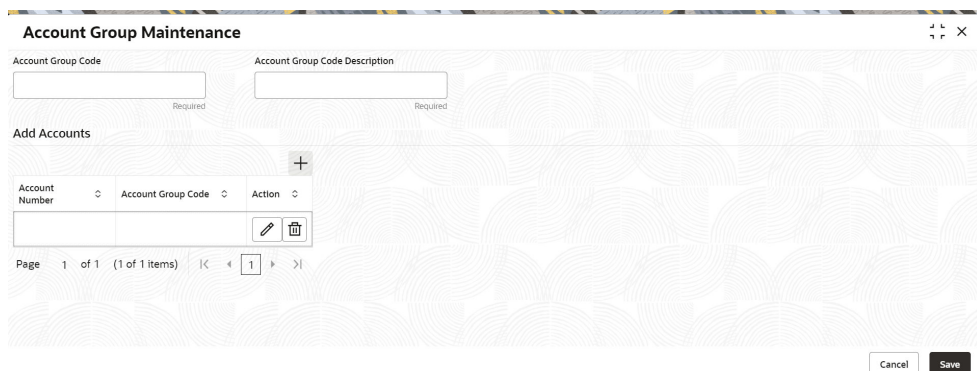 Account Group Maintenance
Account Group Code Account Group Code Description
Required Required
Add Accounts
Account Number Account Group Code Action
Page 1 of 1 (1 of 1 items) 1
Cancel Save